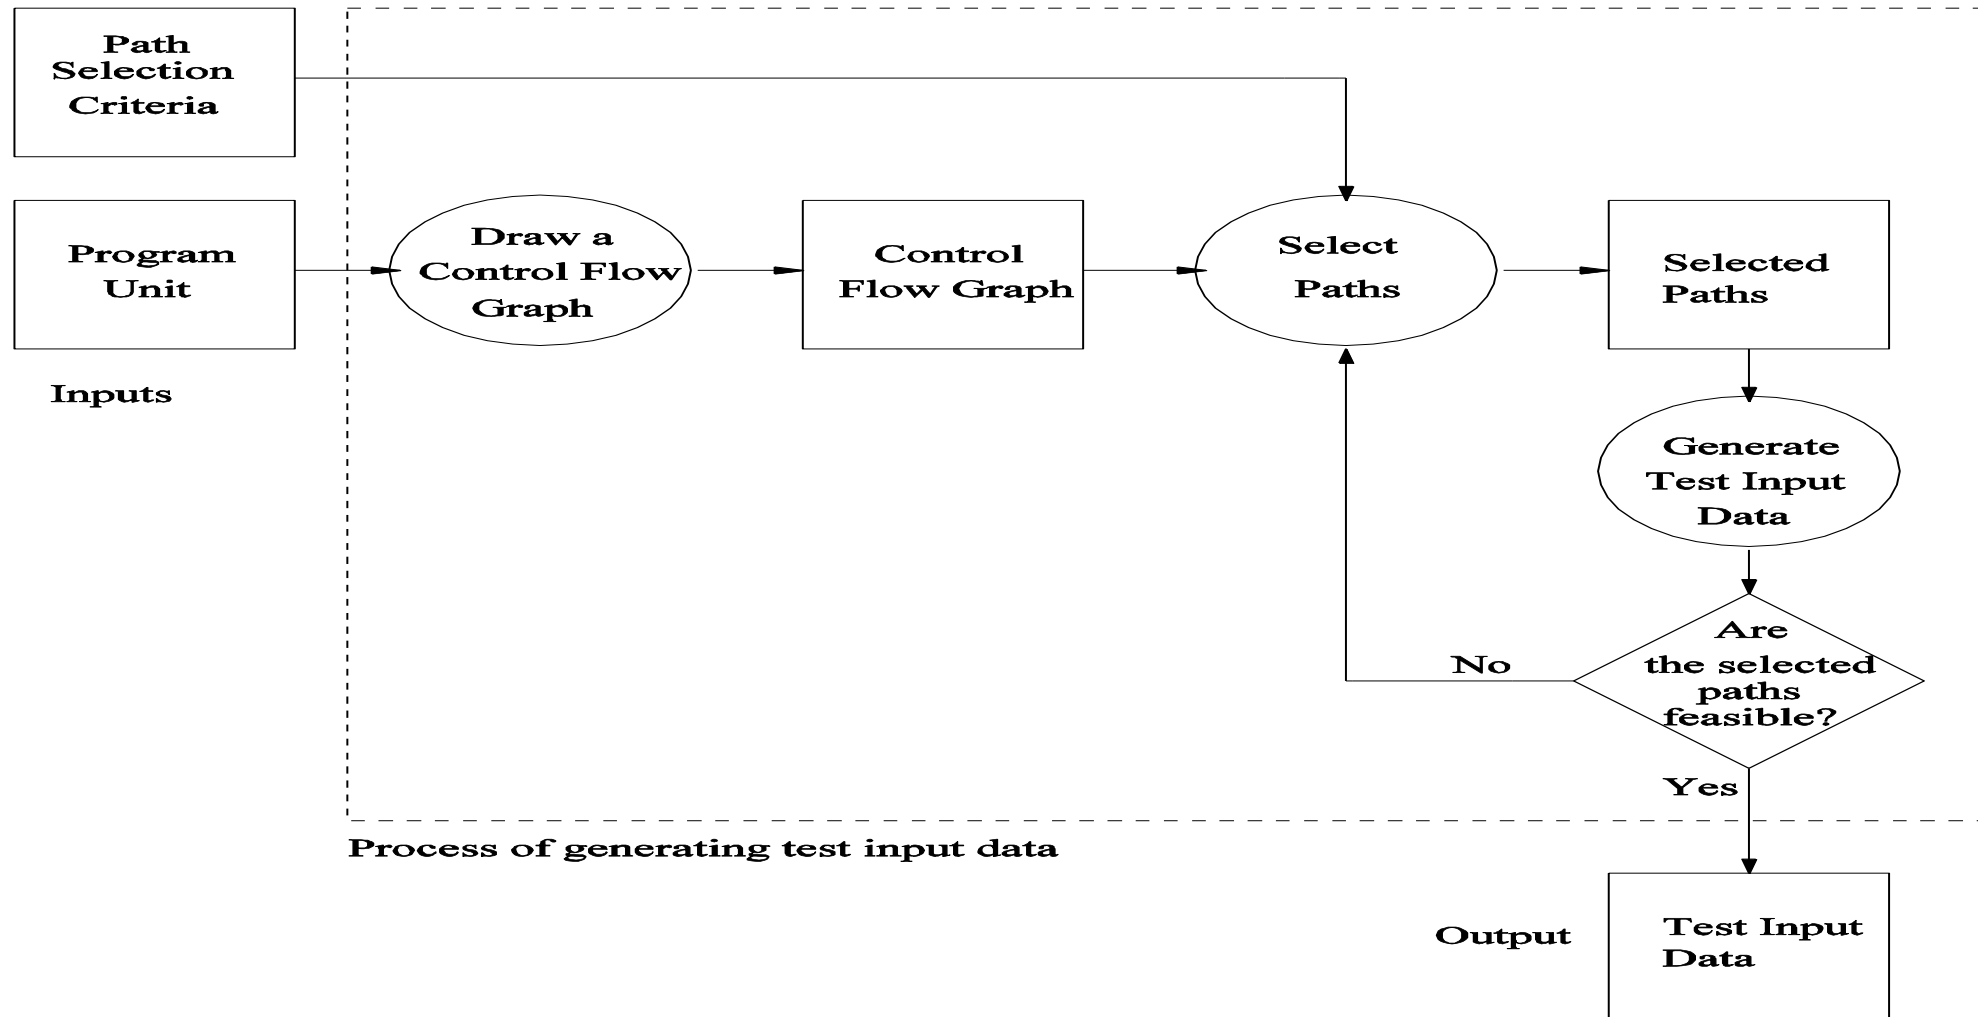 Path
Selection
Criteria
Program
Unit
Inputs
Draw a
Control Flow
Graph
Control
Flow Graph
Select
Paths
Selected
Paths
Generate
Test Input
Data
Are
the selected
paths
feasible?
No
Yes
Process of generating test input data
Output
Test Input
Data